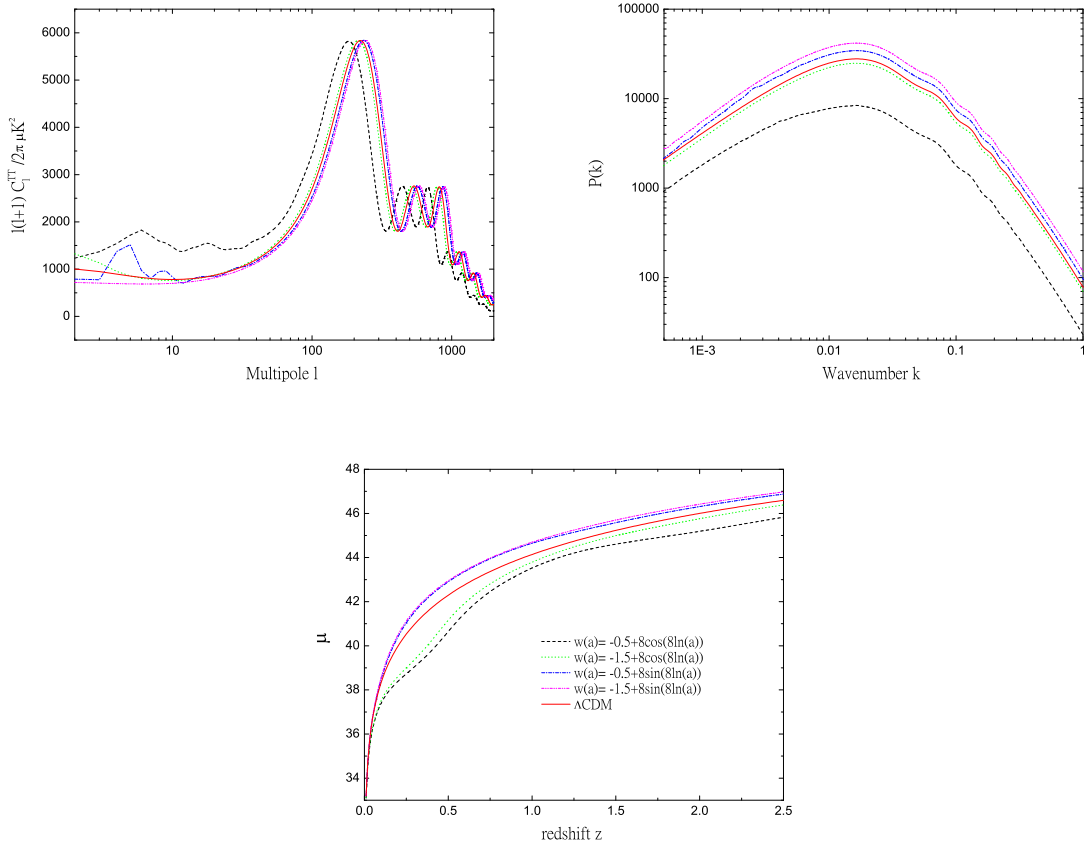 l(l+1) C_l^TT /2π μK²
6000
5000
4000
3000
2000
1000
0
10
100
1000
Multipole l
P(k)
100000
10000
1000
100
1E-3
0.01
0.1
1
Wavenumber k
μ
48
46
44
42
40
38
36
34
0.0
0.5
1.0
1.5
2.0
2.5
redshift z
w(a)= -0.5+8cos(8ln(a))
w(a)= -1.5+8cos(8ln(a))
w(a)= -0.5+8sin(8ln(a))
w(a)= -1.5+8sin(8ln(a))
ΛCDM